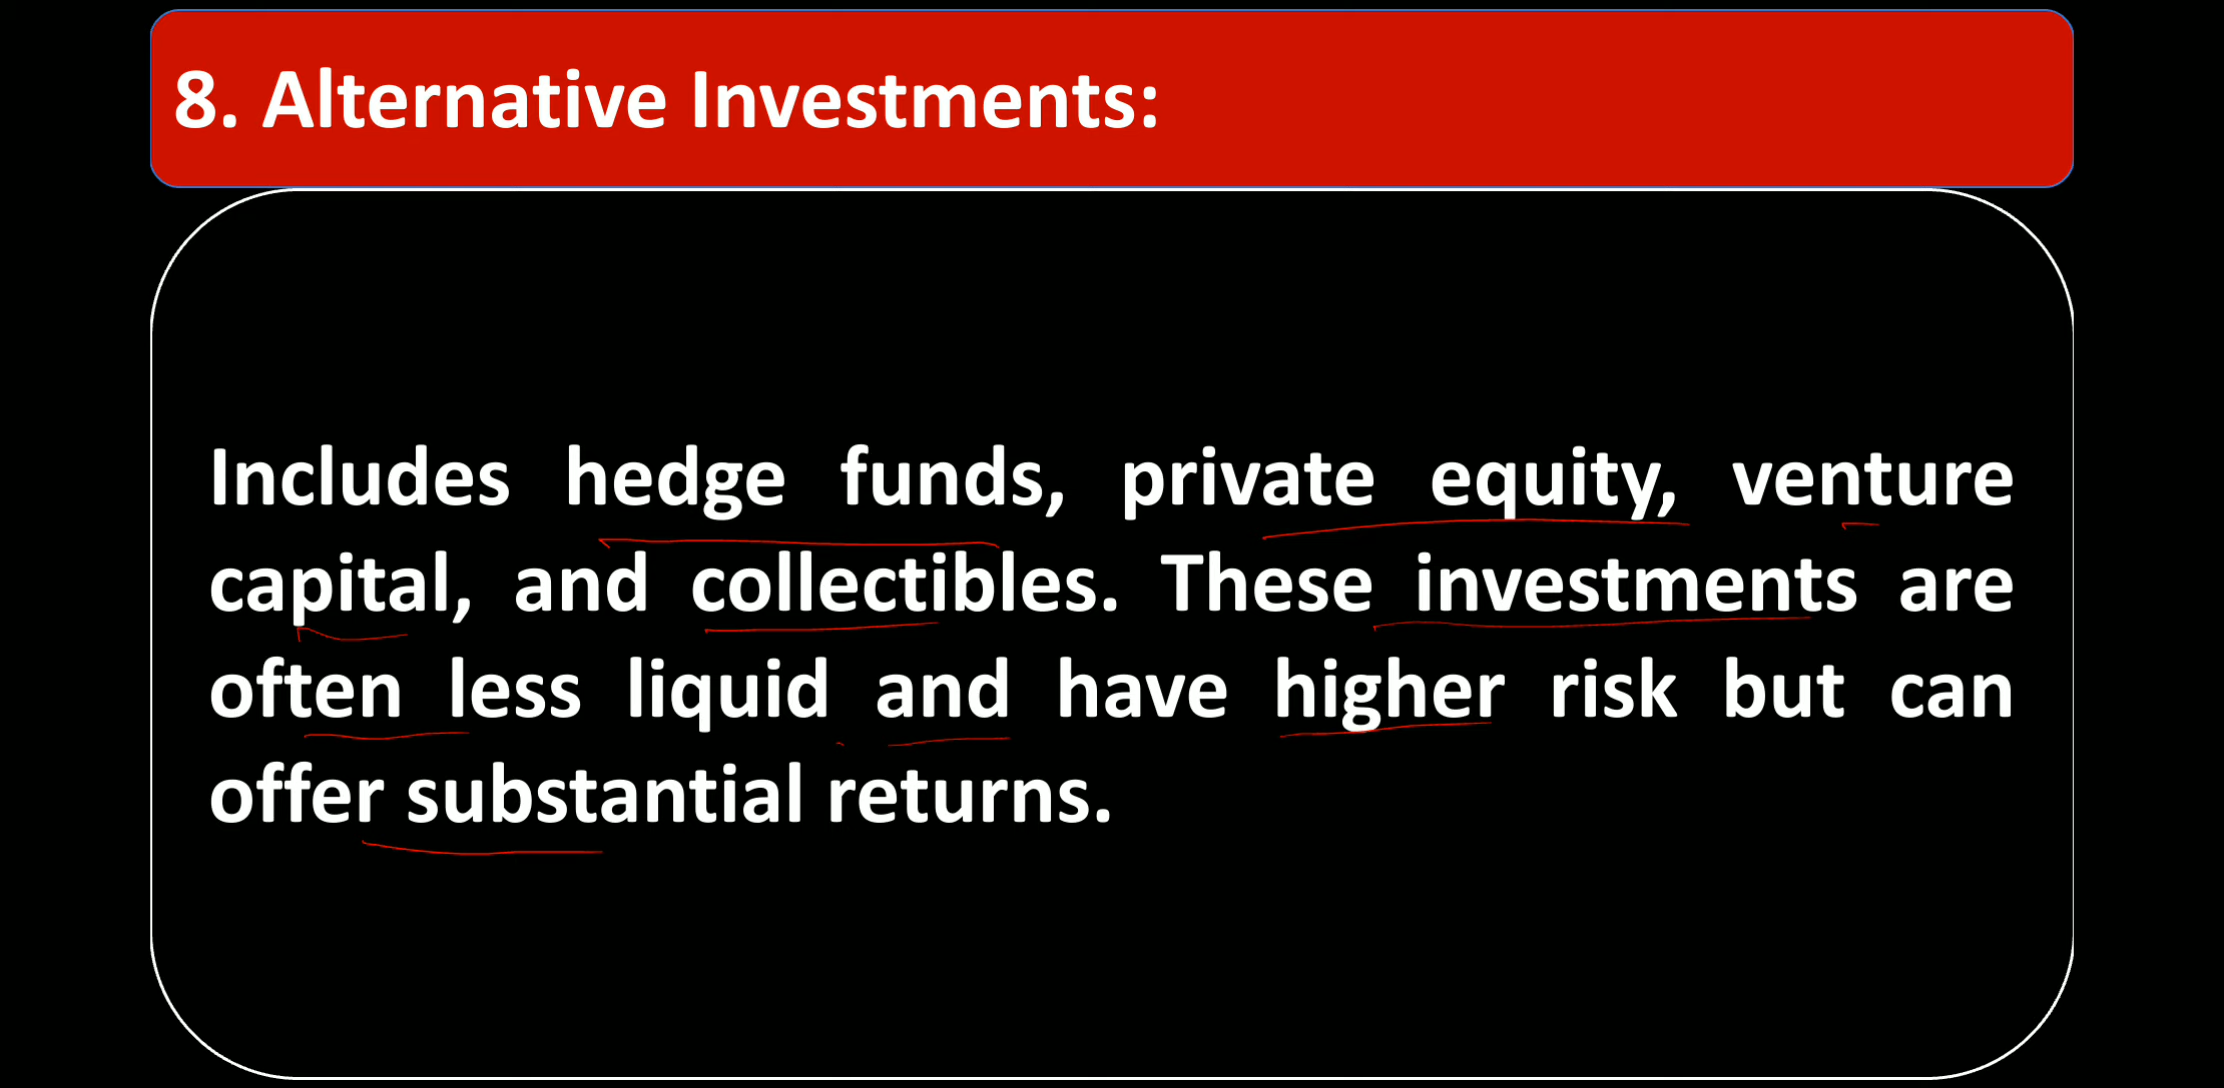 8. Alternative Investments:
Includes hedge funds, private equity, venture
capital, and collectibles. These investments are
often less liquid and have higher risk but can
offer substantial returns.